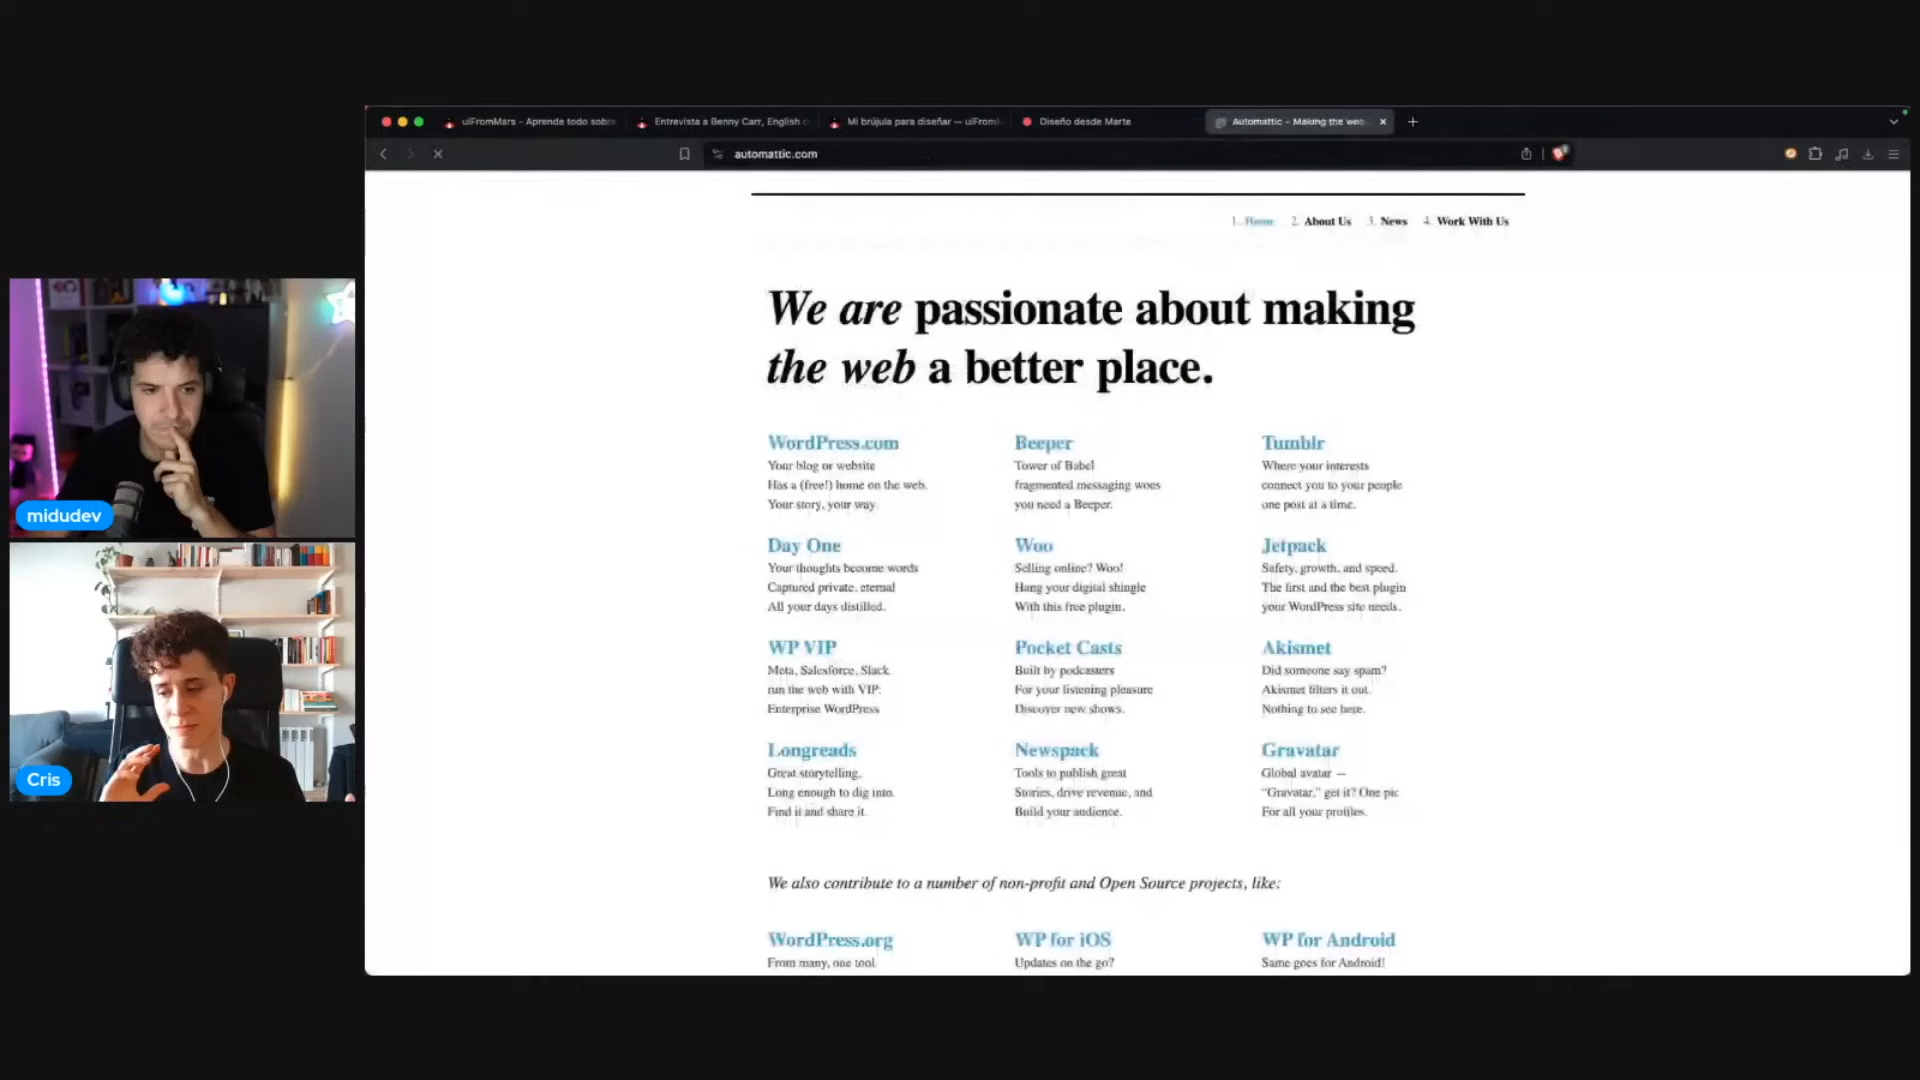 uiFromMars - Aprende todo sobre
Entrevista a Benny Carr, English c
Mi brújula para diseñar — uiFromM
Diseño desde Marte
Automattic – Making the web
automattic.com
1. Home 2. About Us 3. News 4. Work With Us
We are passionate about making
the web a better place.
WordPress.com
Your blog or website
Has a (free!) home on the web.
Your story, your way.
Beeper
Tower of Babel
fragmented messaging woes
you need a Beeper.
Tumblr
Where your interests
connect you to your people
one post at a time.
Day One
Your thoughts become words
Captured private, eternal
All your days distilled.
Woo
Selling online? Woo!
Hang your digital shingle
With this free plugin.
Jetpack
Safety, growth, and speed.
The first and the best plugin
your WordPress site needs.
WP VIP
Meta, Salesforce, Slack
run the web with VIP:
Enterprise WordPress
Pocket Casts
Built by podcasters
For your listening pleasure
Discover new shows.
Akismet
Did someone say spam?
Akismet filters it out.
Nothing to see here.
Longreads
Great storytelling,
Long enough to dig into.
Find it and share it.
Newspack
Tools to publish great
Stories, drive revenue, and
Build your audience.
Gravatar
Global avatar —
“Gravatar,” get it? One pic
For all your profiles.
We also contribute to a number of non-profit and Open Source projects, like:
WordPress.org
From many, one tool.
WP for iOS
Updates on the go?
WP for Android
Same goes for Android!
midudev
Cris